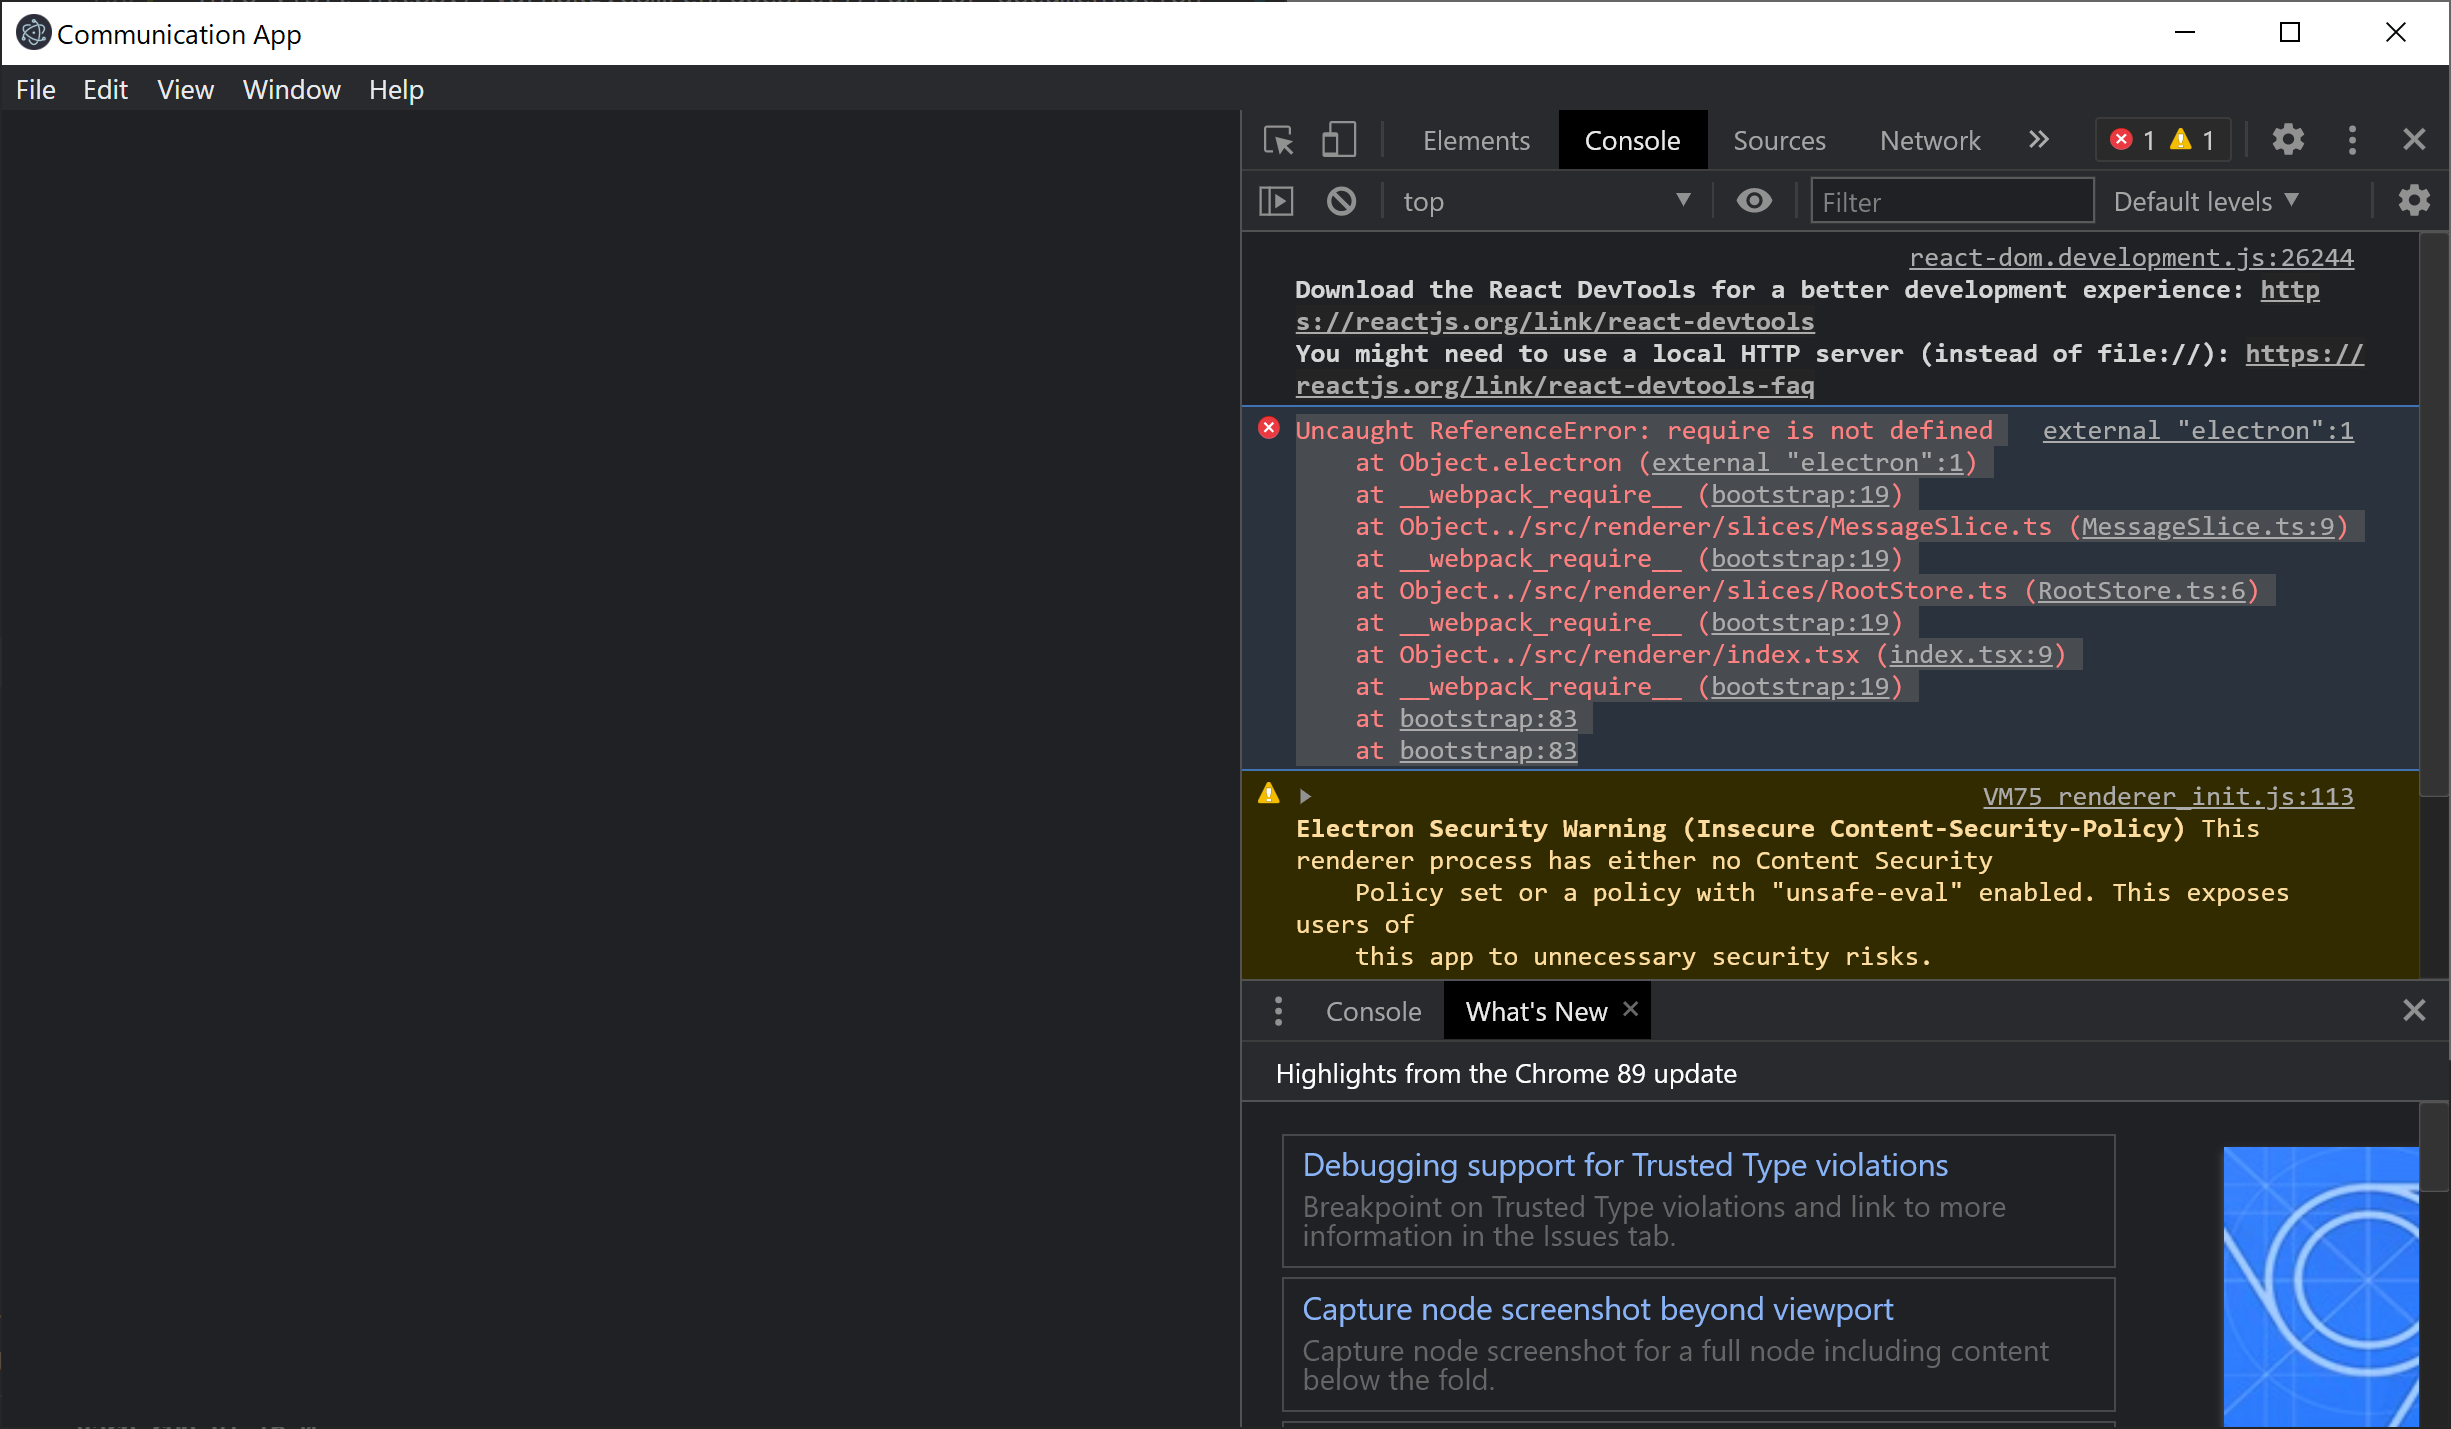 Communication App
File Edit View Window Help
Elements Console Sources Network 1 1
top Filter Default levels
react-dom.development.js:26244
Download the React DevTools for a better development experience: http
s://reactjs.org/link/react-devtools
You might need to use a local HTTP server (instead of file://): https://
reactjs.org/link/react-devtools-faq
Uncaught ReferenceError: require is not defined external "electron":1
at Object.electron (external "electron":1)
at __webpack_require__ (bootstrap:19)
at Object../src/renderer/slices/MessageSlice.ts (MessageSlice.ts:9)
at __webpack_require__ (bootstrap:19)
at Object../src/renderer/slices/RootStore.ts (RootStore.ts:6)
at __webpack_require__ (bootstrap:19)
at Object../src/renderer/index.tsx (index.tsx:9)
at __webpack_require__ (bootstrap:19)
at bootstrap:83
at bootstrap:83
VM75 renderer_init.js:113
Electron Security Warning (Insecure Content-Security-Policy) This
renderer process has either no Content Security
Policy set or a policy with "unsafe-eval" enabled. This exposes
users of
this app to unnecessary security risks.
Console What's New
Highlights from the Chrome 89 update
Debugging support for Trusted Type violations
Breakpoint on Trusted Type violations and link to more
information in the Issues tab.
Capture node screenshot beyond viewport
Capture node screenshot for a full node including content
below the fold.